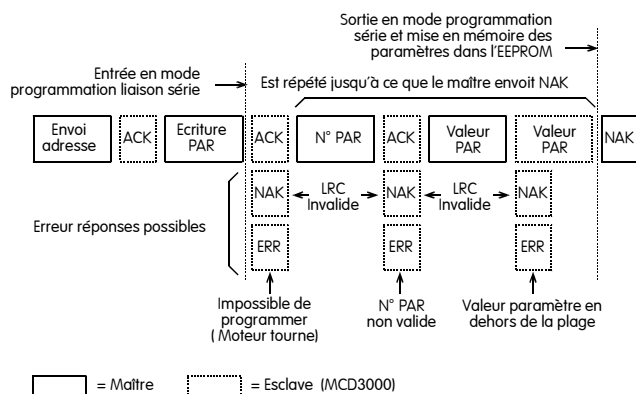 Sortie en mode programmation
série et mise en mémoire des
paramètres dans l'EEPROM
Entrée en mode
programmation liaison série
Est répété jusqu'à ce que le maître envoit NAK
Envoi
adresse
ACK
Ecriture
PAR
ACK
N° PAR
ACK
Valeur
PAR
Valeur
PAR
NAK
Erreur réponses possibles
NAK
LRC
Invalide
NAK
LRC
Invalide
NAK
ERR
ERR
ERR
Impossible de
programmer
( Moteur tourne)
N° PAR
non valide
Valeur paramètre en
dehors de la plage
= Maître
= Esclave (MCD3000)